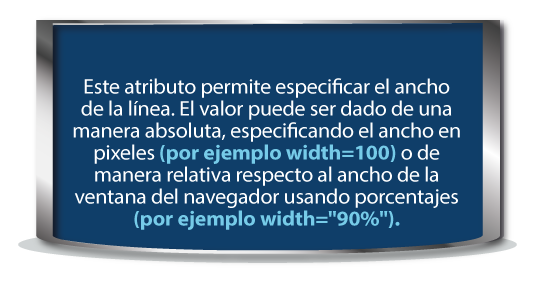 Este atributo permite especificar el ancho
de la línea. El valor puede ser dado de una
manera absoluta, especificando el ancho en
pixeles (por ejemplo width=100) o de
manera relativa respecto al ancho de la
ventana del navegador usando porcentajes
(por ejemplo width="90%").